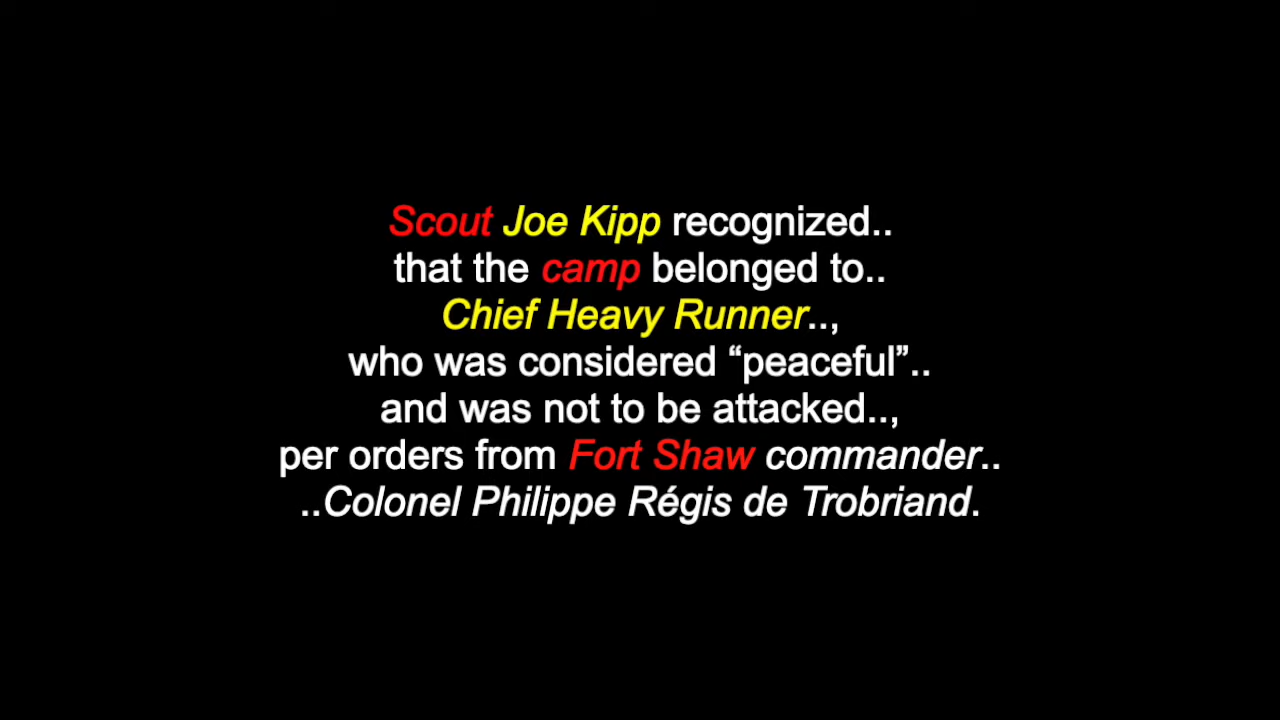 Scout Joe Kipp recognized..
that the camp belonged to..
Chief Heavy Runner..,
who was considered “peaceful”..
and was not to be attacked..,
per orders from Fort Shaw commander..
..Colonel Philippe Régis de Trobriand.